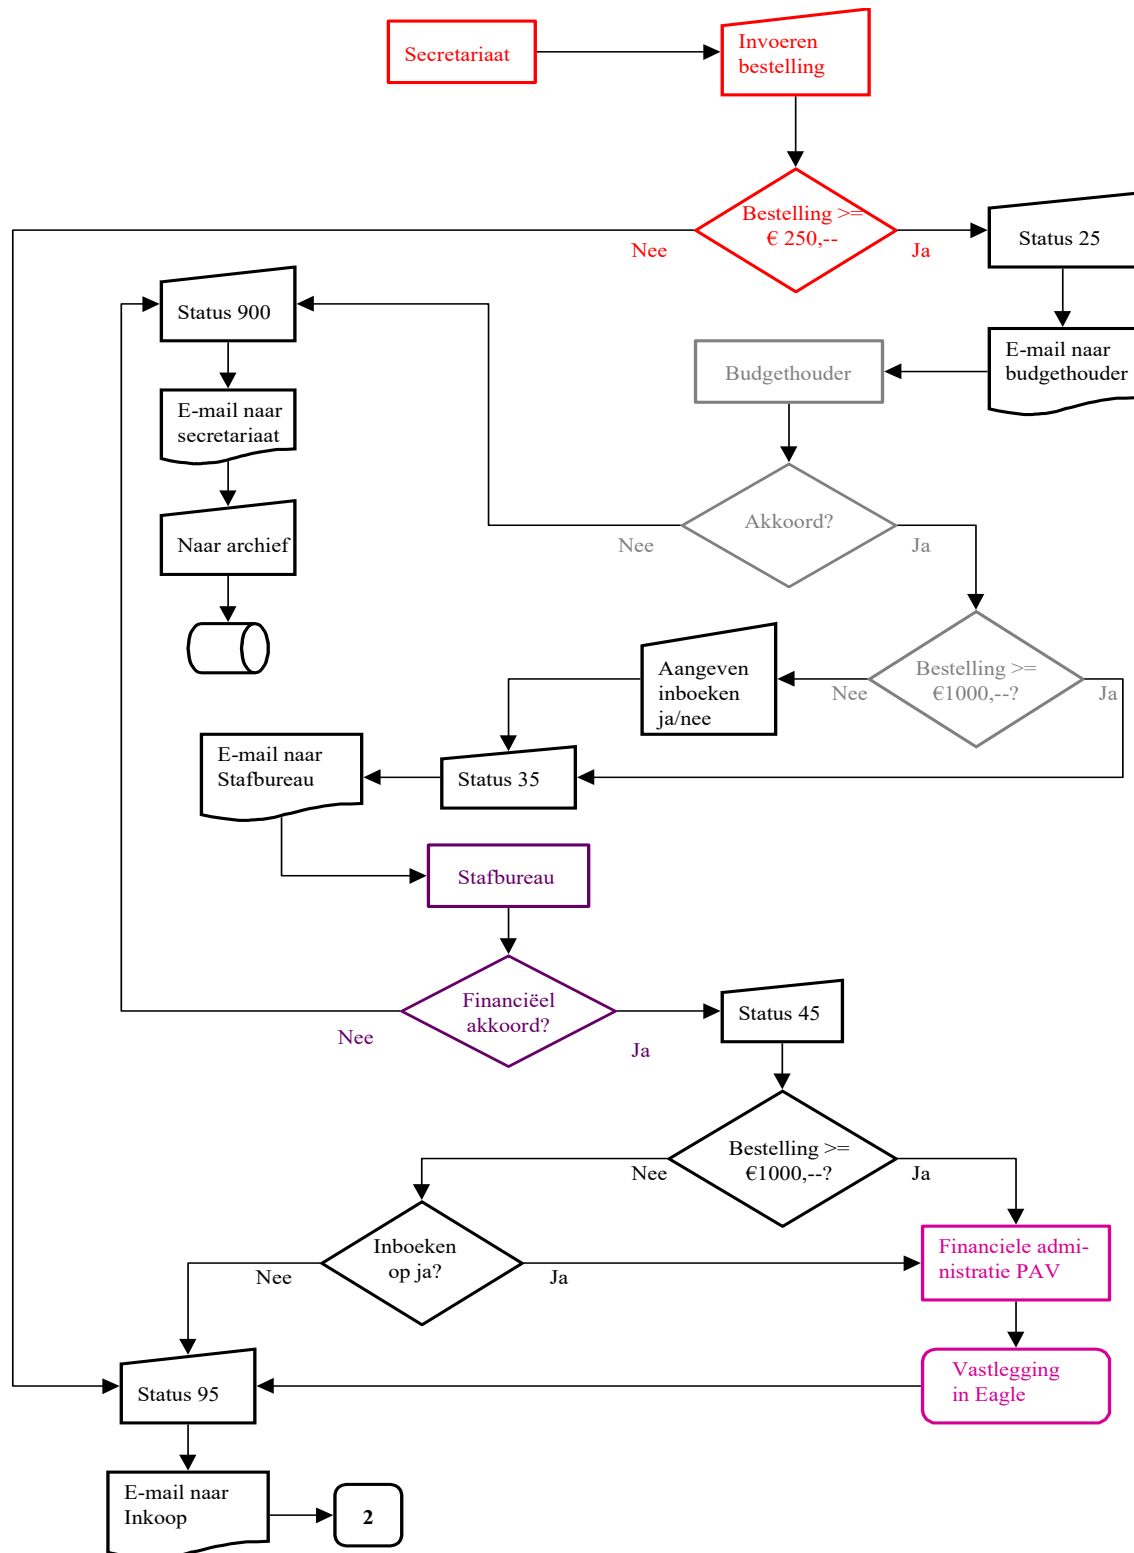 Secretariaat
Invoeren
bestelling
Bestelling >=
€ 250,--
Nee
Ja
Status 25
Status 900
E-mail naar
budgethouder
Budgethouder
E-mail naar
secretariaat
Akkoord?
Nee
Ja
Naar archief
Bestelling >=
€1000,--?
Nee
Ja
Aangeven
inboeken
ja/nee
E-mail naar
Stafbureau
Status 35
Stafbureau
Financiëel
akkoord?
Nee
Ja
Status 45
Bestelling >=
€1000,--?
Nee
Ja
Inboeken
op ja?
Nee
Ja
Financiele admi-
nistratie PAV
Vastlegging
in Eagle
Status 95
E-mail naar
Inkoop
2